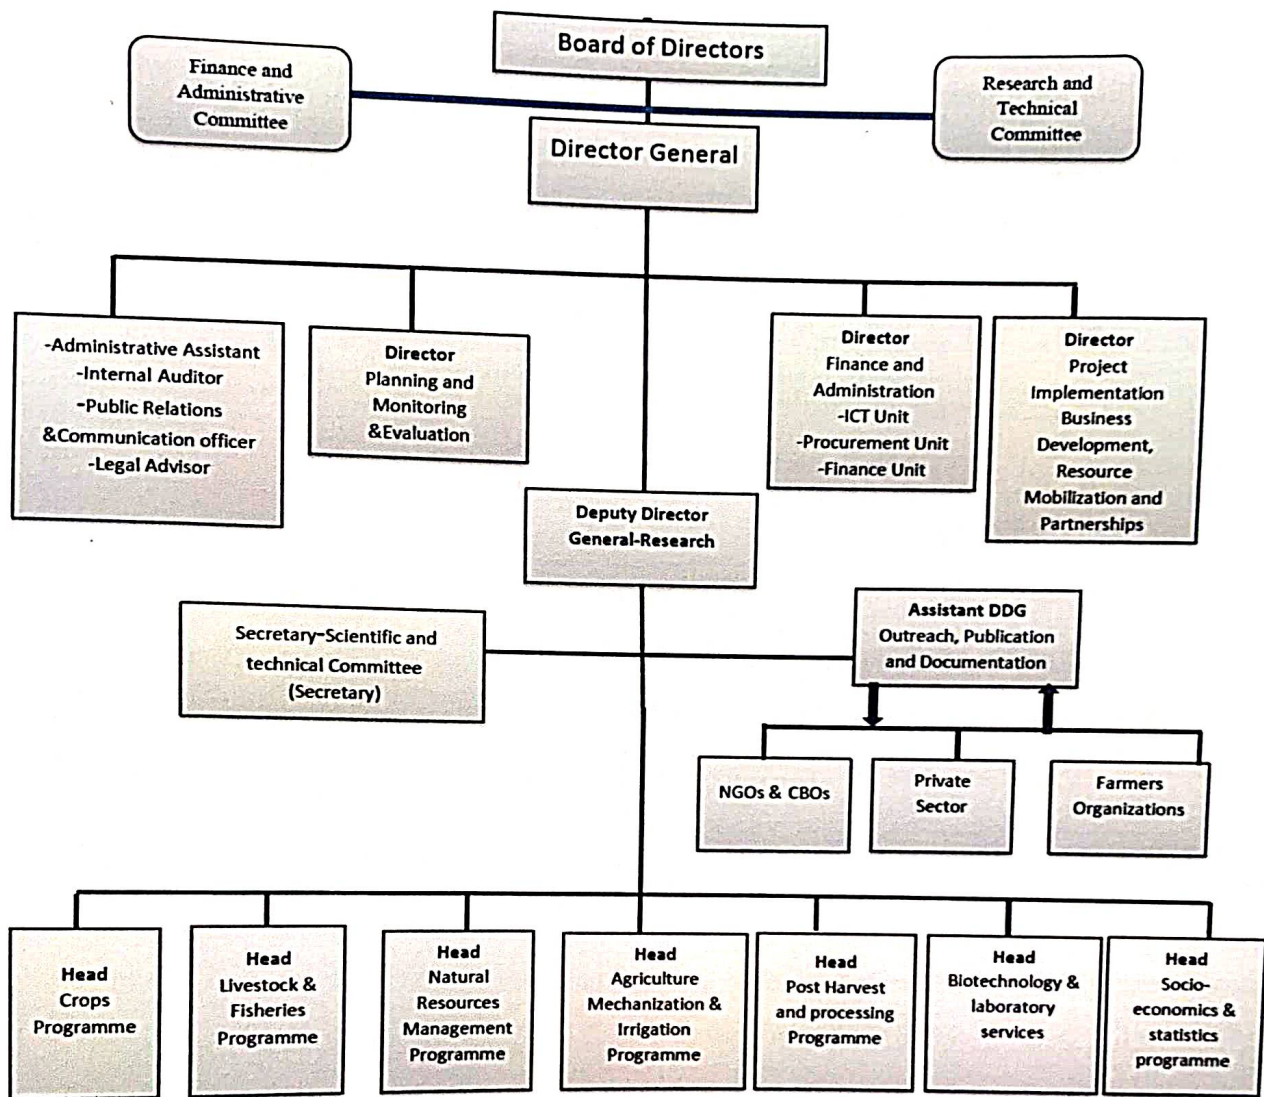 Board of Directors
Finance and
Administrative
Committee
Research and
Technical
Committee
Director General
-Administrative Assistant
-Internal Auditor
-Public Relations
&Communication officer
-Legal Advisor
Director
Planning and
Monitoring
&Evaluation
Director
Finance and
Administration
-ICT Unit
-Procurement Unit
-Finance Unit
Director
Project
Implementation
Business
Development,
Resource
Mobilization and
Partnerships
Deputy Director
General-Research
Secretary-Scientific and
technical Committee
(Secretary)
Assistant DDG
Outreach, Publication
and Documentation
NGOs & CBOs
Private
Sector
Farmers
Organizations
Head
Crops
Programme
Head
Livestock &
Fisheries
Programme
Head
Natural
Resources
Management
Programme
Head
Agriculture
Mechanization &
Irrigation
Programme
Head
Post Harvest
and processing
Programme
Head
Biotechnology &
laboratory
services
Head
Socio-
economics &
statistics
programme